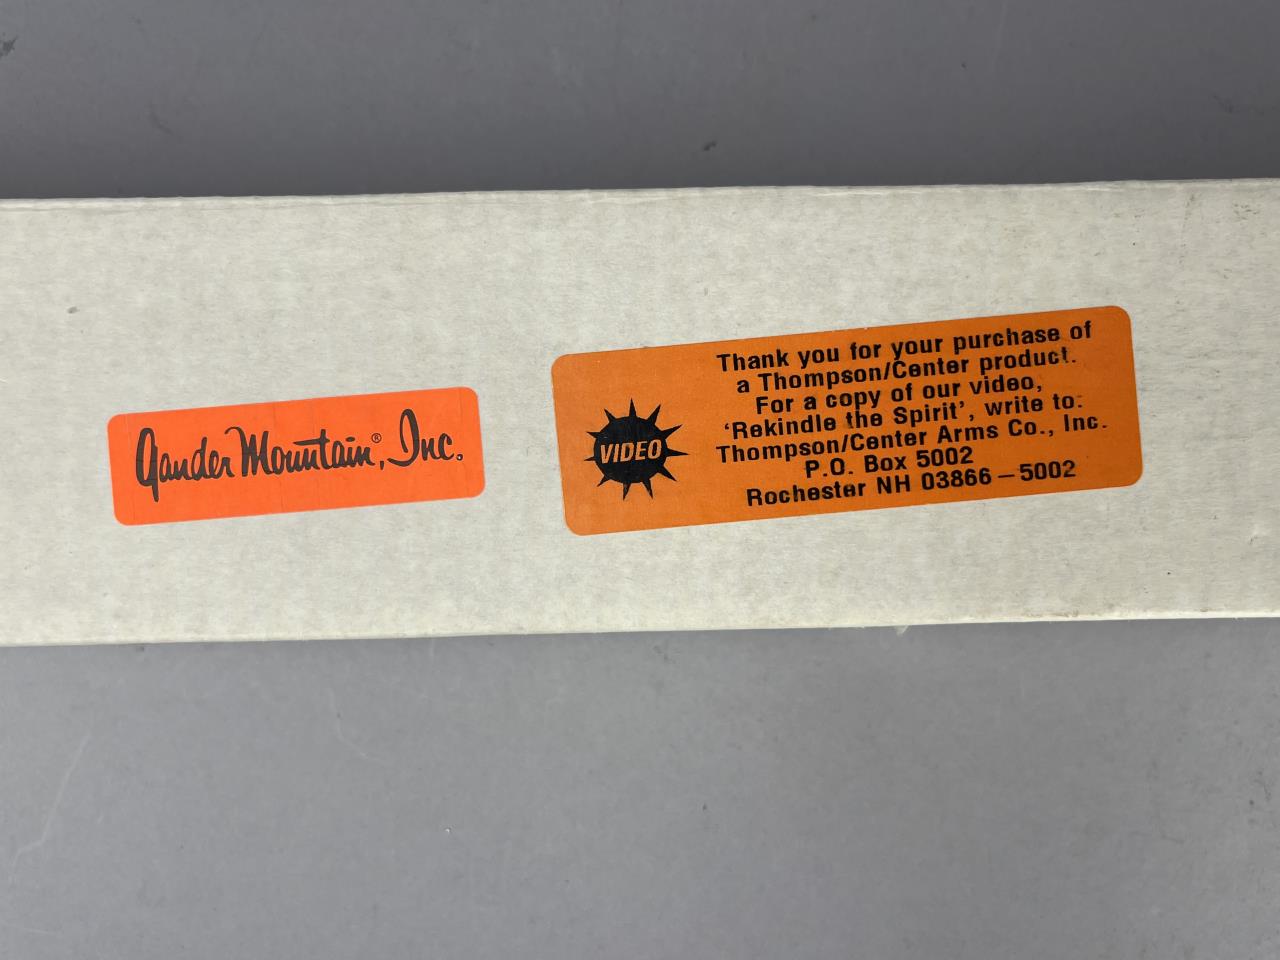 Gander Mountain®, Inc.
VIDEO
Thank you for your purchase of
a Thompson/Center product.
For a copy of our video,
'Rekindle the Spirit', write to:
Thompson/Center Arms Co., Inc.
P.O. Box 5002
Rochester NH 03866-5002